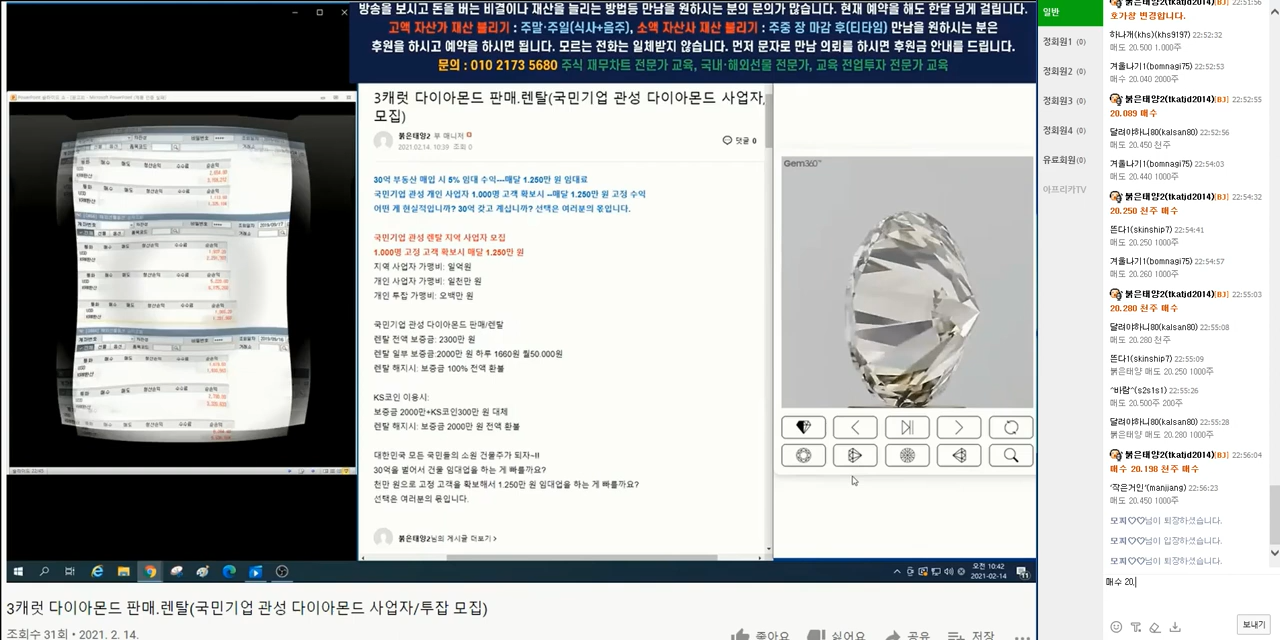 방송을 보시고 돈을 버는 비결이나 재산을 늘리는 방법등 만남을 원하시는 분의 문의가 많습니다. 현재 예약을 해도 한달 넘게 걸립니다.
고액 자산가 재산 불리기 : 주말·주일(식사+음주), 소액 자산사 재산 불리기 : 주중 장 마감 후(티타임) 만남을 원하시는 분은
후원을 하시고 예약을 하시면 됩니다. 모르는 전화는 일체받지 않습니다. 먼저 문자로 만남 의뢰를 하시면 후원금 안내를 드립니다.
문의 : 010 2173 5680 주식 재무차트 전문가 교육, 국내·해외선물 전문가, 교육 전업투자 전문가 교육
3캐럿 다이아몬드 판매.렌탈(국민기업 관성 다이아몬드 사업자/
모집)
붉은태양2 부 매니저
2021.02.14. 10:39 조회 0
댓글 0
30억 부동산 매입 시 5% 임대 수익---매달 1.250만 원 임대료
국민기업 관성 개인 사업자 1.000명 고객 확보시 --매달 1.250만 원 고정 수익
어떤 게 현실적입니까? 30억 갖고 계십니까? 선택은 여러분의 몫입니다.
국민기업 관성 렌탈 지역 사업자 모집
1.000명 고정 고객 확보시 매달 1.250만 원
지역 사업자 가맹비: 일억원
개인 사업자 가맹비: 일천만 원
개인 투잡 가맹비: 오백만 원
국민기업 관성 다이아몬드 판매/렌탈
렌탈 전액 보증금: 2300만 원
렌탈 일부 보증금:2000만 원 하루 1660원 월50.000원
렌탈 해지시: 보증금 100% 전액 환불
KS코인 이용시:
보증금 2000만+KS코인300만 원 대체
렌탈 해지시: 보증금 2000만 원 전액 환불
대한민국 모든 국민들의 소원 건물주가 되자~!!
30억을 벌어서 건물 임대업을 하는 게 빠를까요?
천만 원으로 고정 고객을 확보해서 1.250만 원 임대업을 하는 게 빠를까요?
선택은 여러분의 몫입니다.
붉은태양2님의 게시글 더보기 >
Gem360™
오전 10:42
2021-02-14
3캐럿 다이아몬드 판매.렌탈(국민기업 관성 다이아몬드 사업자/투잡 모집)
조회수 31회 • 2021. 2. 14.
좋아요
싫어요
공유
저장
일반
정회원1 (0)
정회원2 (0)
정회원3 (0)
정회원4 (0)
유료회원(0)
아프리카TV
붉은태양2(tkatjd2014)[BJ] 22:51:56
호가창 변경합니다.
하나개(khs)(khs9197) 22:52:32
매도 20.500 1.000주
겨울나기1(bomnagi75) 22:52:53
매수 20.040 2000주
붉은태양2(tkatjd2014)[BJ] 22:52:55
20.089 매수
달려야하니80(kalsan80) 22:52:56
매도 20.450 천주
겨울나기1(bomnagi75) 22:54:03
매도 20.440 1000주
붉은태양2(tkatjd2014)[BJ] 22:54:32
20.250 천주 매수
뜬다1(skinship7) 22:54:41
매도 20.250 1000주
겨울나기1(bomnagi75) 22:54:57
매도 20.260 1000주
붉은태양2(tkatjd2014)[BJ] 22:55:03
20.280 천주 매수
달려야하니80(kalsan80) 22:55:08
매도 20.280 천주
뜬다1(skinship7) 22:55:09
붉은태양 매도 20.250 1000주
^바람^(s2s1s1) 22:55:26
매도 20.500주 200주
달려야하니80(kalsan80) 22:55:28
붉은태양 매도 20.280 1000주
붉은태양2(tkatjd2014)[BJ] 22:56:04
매수 20.198 천주 매수
'작은거인'(manjjang) 22:56:23
매도 20.450 1000주
모찌♡♡님이 퇴장하셨습니다.
모찌♡♡님이 입장하셨습니다.
모찌♡♡님이 퇴장하셨습니다.
매수 20,
보내기